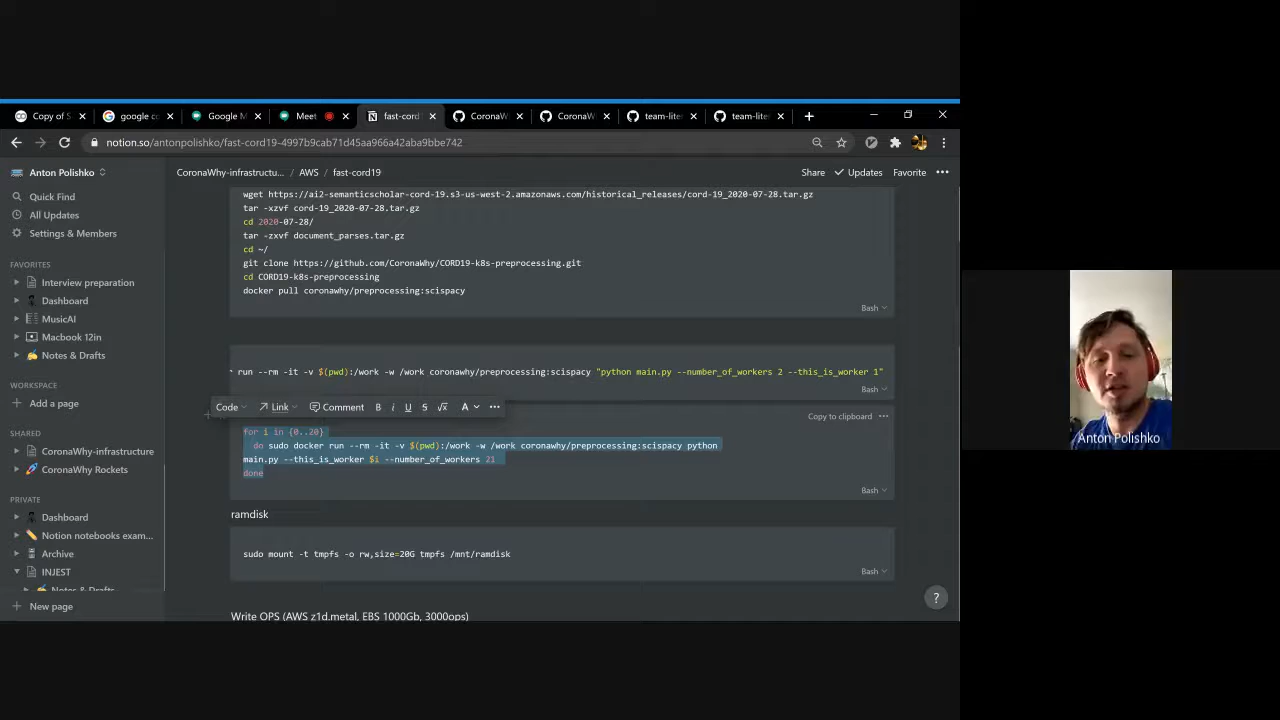 Copy of S
google co
Google M
Meet
fast-cord
CoronaW
CoronaW
team-lite
team-lite
notion.so/antonpolishko/fast-cord19-4997b9cab71d45aa966a42aba9bbe742
Anton Polishko
CoronaWhy-infrastructu... / AWS / fast-cord19
Share
Updates
Favorite
Quick Find
All Updates
Settings & Members
FAVORITES
Interview preparation
Dashboard
MusicAI
Macbook 12in
Notes & Drafts
WORKSPACE
Add a page
SHARED
CoronaWhy-infrastructure
CoronaWhy Rockets
PRIVATE
Dashboard
Notion notebooks exam...
Archive
INJEST
Notes & Drafts
New page
wget https://ai2-semanticscholar-cord-19.s3-us-west-2.amazonaws.com/historical_releases/cord-19_2020-07-28.tar.gz
tar -xzvf cord-19_2020-07-28.tar.gz
cd 2020-07-28/
tar -zxvf document_parses.tar.gz
cd ~/
git clone https://github.com/CoronaWhy/CORD19-k8s-preprocessing.git
cd CORD19-k8s-preprocessing
docker pull coronawhy/preprocessing:scispacy
Bash
run --rm -it -v $(pwd):/work -w /work coronawhy/preprocessing:scispacy "python main.py --number_of_workers 2 --this_is_worker 1"
Bash
Code
Link
Comment
B i U S √x A
Copy to clipboard
for i in {0..20}
do sudo docker run --rm -it -v $(pwd):/work -w /work coronawhy/preprocessing:scispacy python
main.py --this_is_worker $i --number_of_workers 21
done
Bash
ramdisk
sudo mount -t tmpfs -o rw,size=20G tmpfs /mnt/ramdisk
Bash
Write OPS (AWS z1d.metal, EBS 1000Gb, 3000ops)
?
Anton Polishko